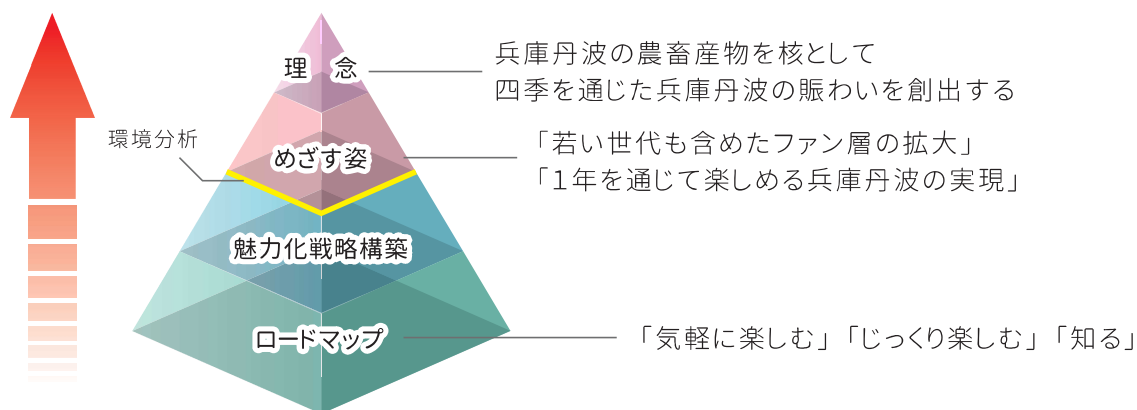 理念
兵庫丹波の農畜産物を核として
四季を通じた兵庫丹波の賑わいを創出する
環境分析
めざす姿
「若い世代も含めたファン層の拡大」
「1年を通じて楽しめる兵庫丹波の実現」
魅力化戦略構築
ロードマップ
「気軽に楽しむ」「じっくり楽しむ」「知る」